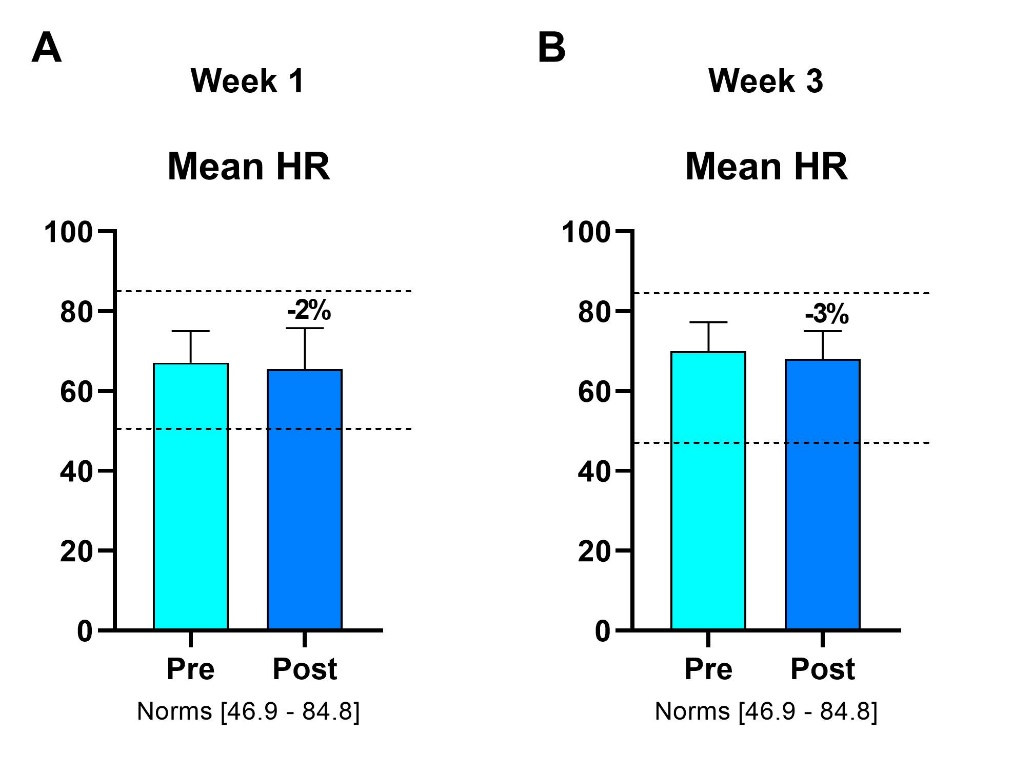 A
Week 1
Mean HR
100
80
60
40
20
0
-2%
Pre Post
Norms [46.9 - 84.8]
B
Week 3
Mean HR
100
80
60
40
20
0
-3%
Pre Post
Norms [46.9 - 84.8]